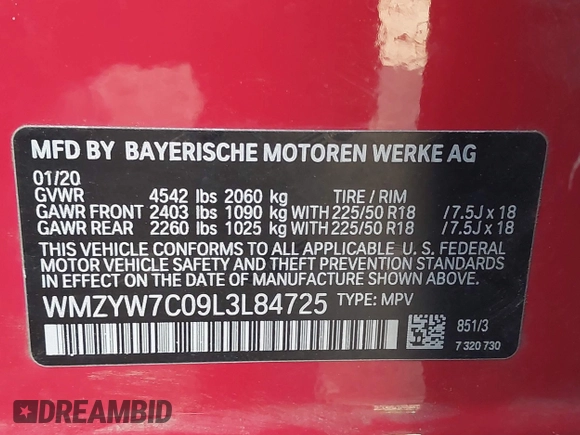 MFD BY BAYERISCHE MOTOREN WERKE AG
01/20
GVWR 4542 lbs 2060 kg TIRE / RIM
GAWR FRONT 2403 lbs 1090 kg WITH 225/50 R18 / 7.5J x 18
GAWR REAR 2260 lbs 1025 kg WITH 225/50 R18 / 7.5J x 18
THIS VEHICLE CONFORMS TO ALL APPLICABLE U. S. FEDERAL
MOTOR VEHICLE SAFETY AND THEFT PREVENTION STANDARDS
IN EFFECT ON THE DATE OF MANUFACTURE SHOWN ABOVE.
WMZYW7C09L3L84725 TYPE: MPV
851/3
7 320 730
DREAMBID